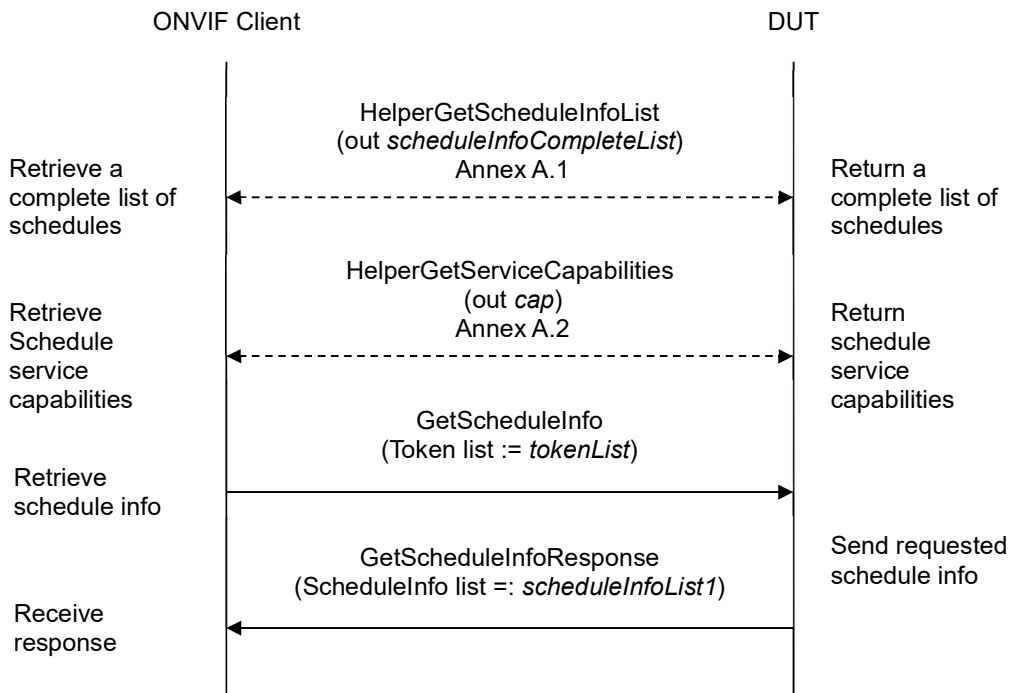 ONVIF Client
DUT
HelperGetScheduleInfoList
(out scheduleInfoCompleteList)
Annex A.1
Retrieve a
complete list of
schedules
Return a
complete list of
schedules
HelperGetServiceCapabilities
(out cap)
Annex A.2
Retrieve
Schedule
service
capabilities
Return
schedule
service
capabilities
GetScheduleInfo
(Token list := tokenList)
Retrieve
schedule info
GetScheduleInfoResponse
(ScheduleInfo list =: scheduleInfoList1)
Send requested
schedule info
Receive
response